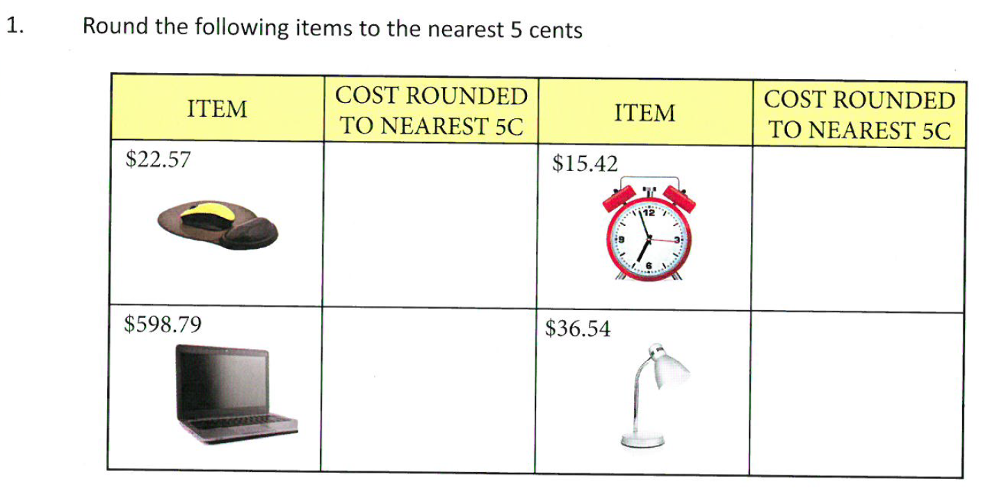 1. Round the following items to the nearest 5 cents
ITEM
COST ROUNDED
TO NEAREST 5C
ITEM
COST ROUNDED
TO NEAREST 5C
$22.57
$15.42
12
9
3
6
$598.79
$36.54